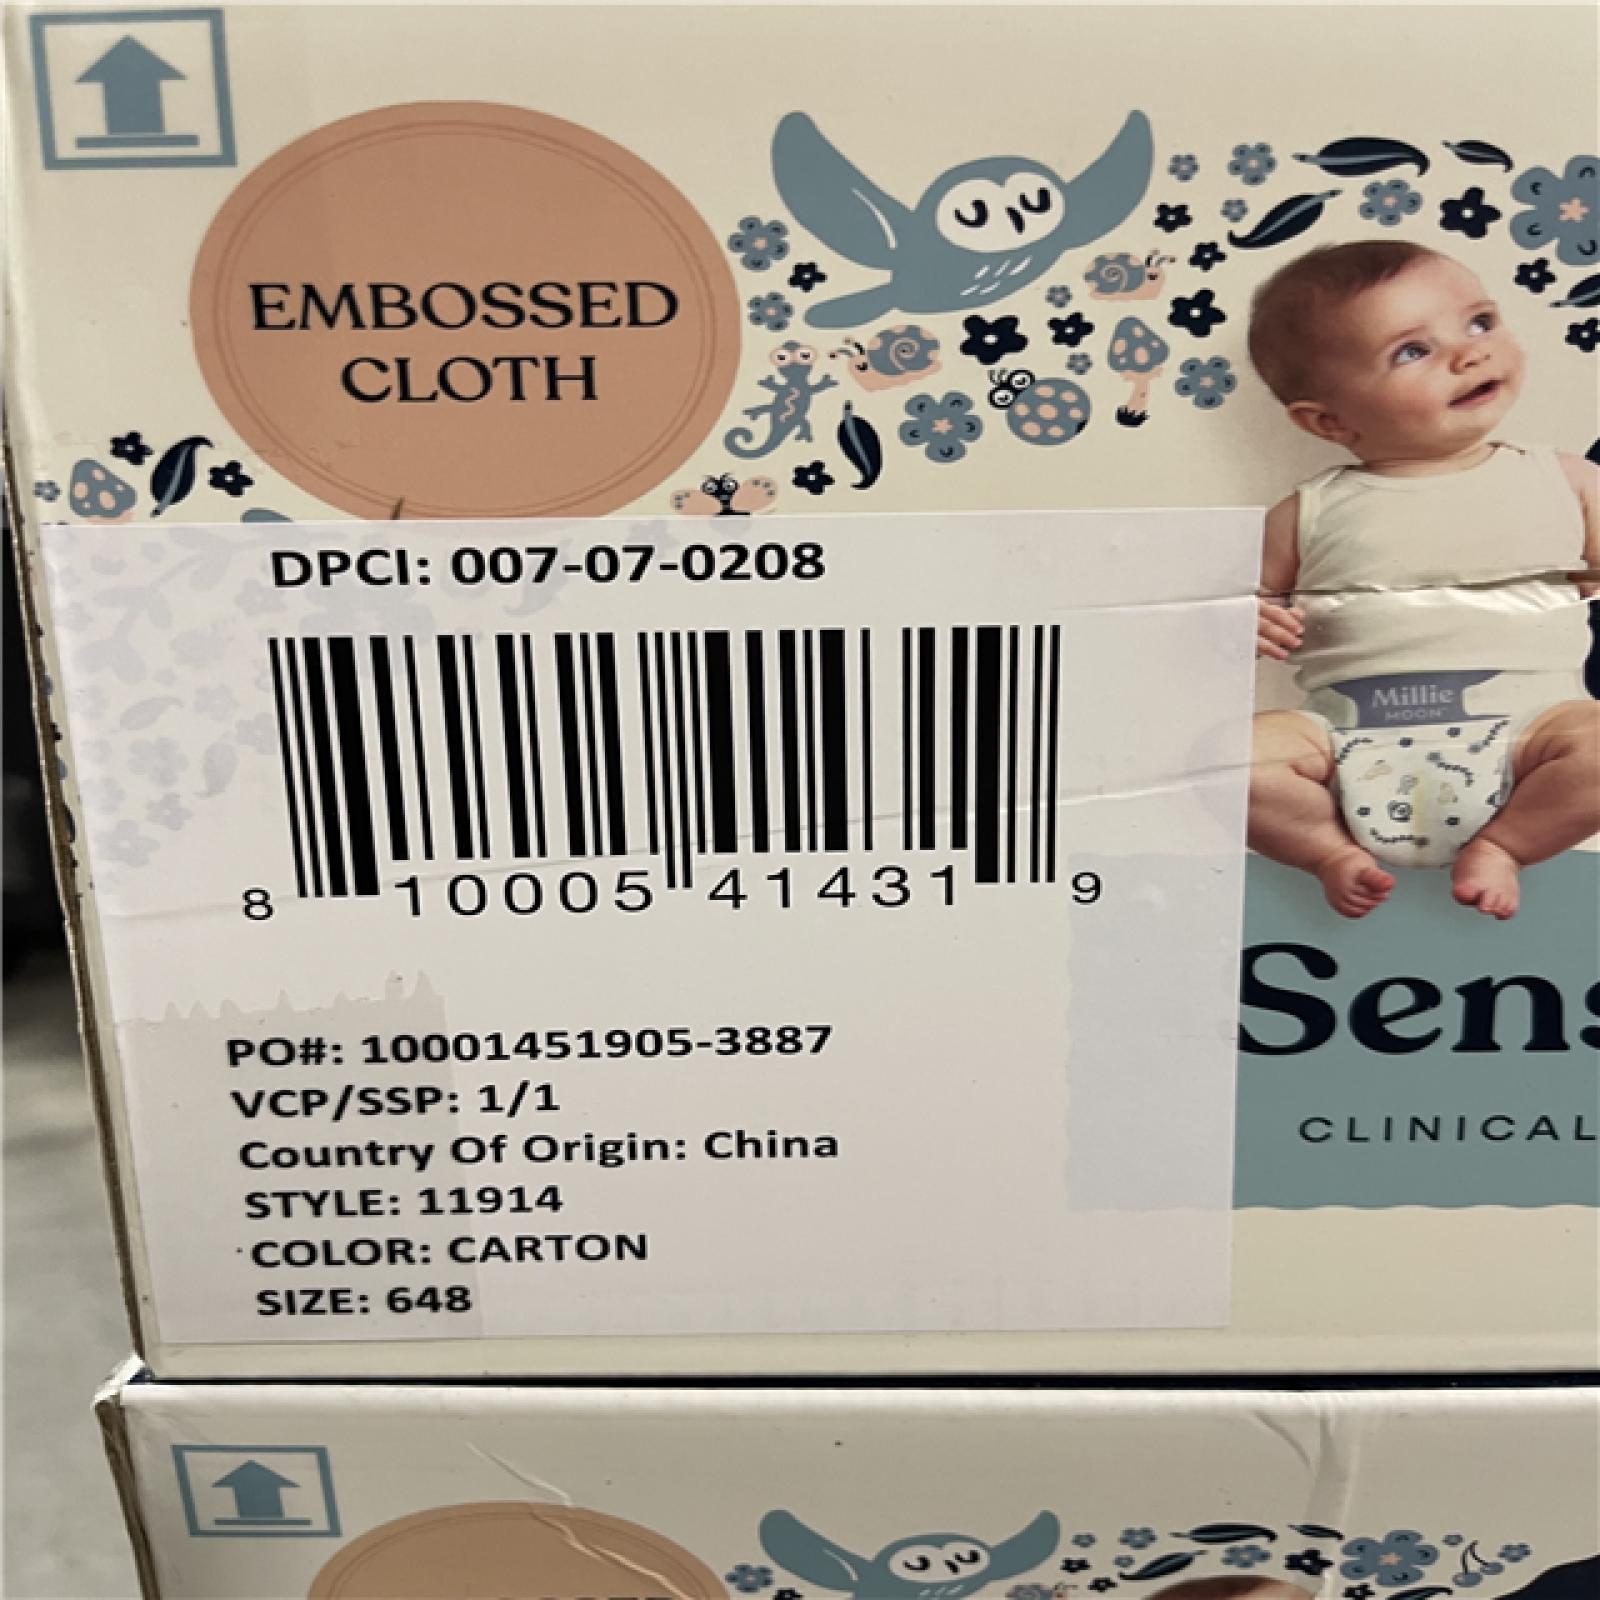 EMBOSSED
CLOTH
DPCI: 007-07-0208
8 10005 41431 9
PO#: 10001451905-3887
VCP/SSP: 1/1
Country Of Origin: China
STYLE: 11914
COLOR: CARTON
SIZE: 648
Millie
MOON
Sens
CLINICAL